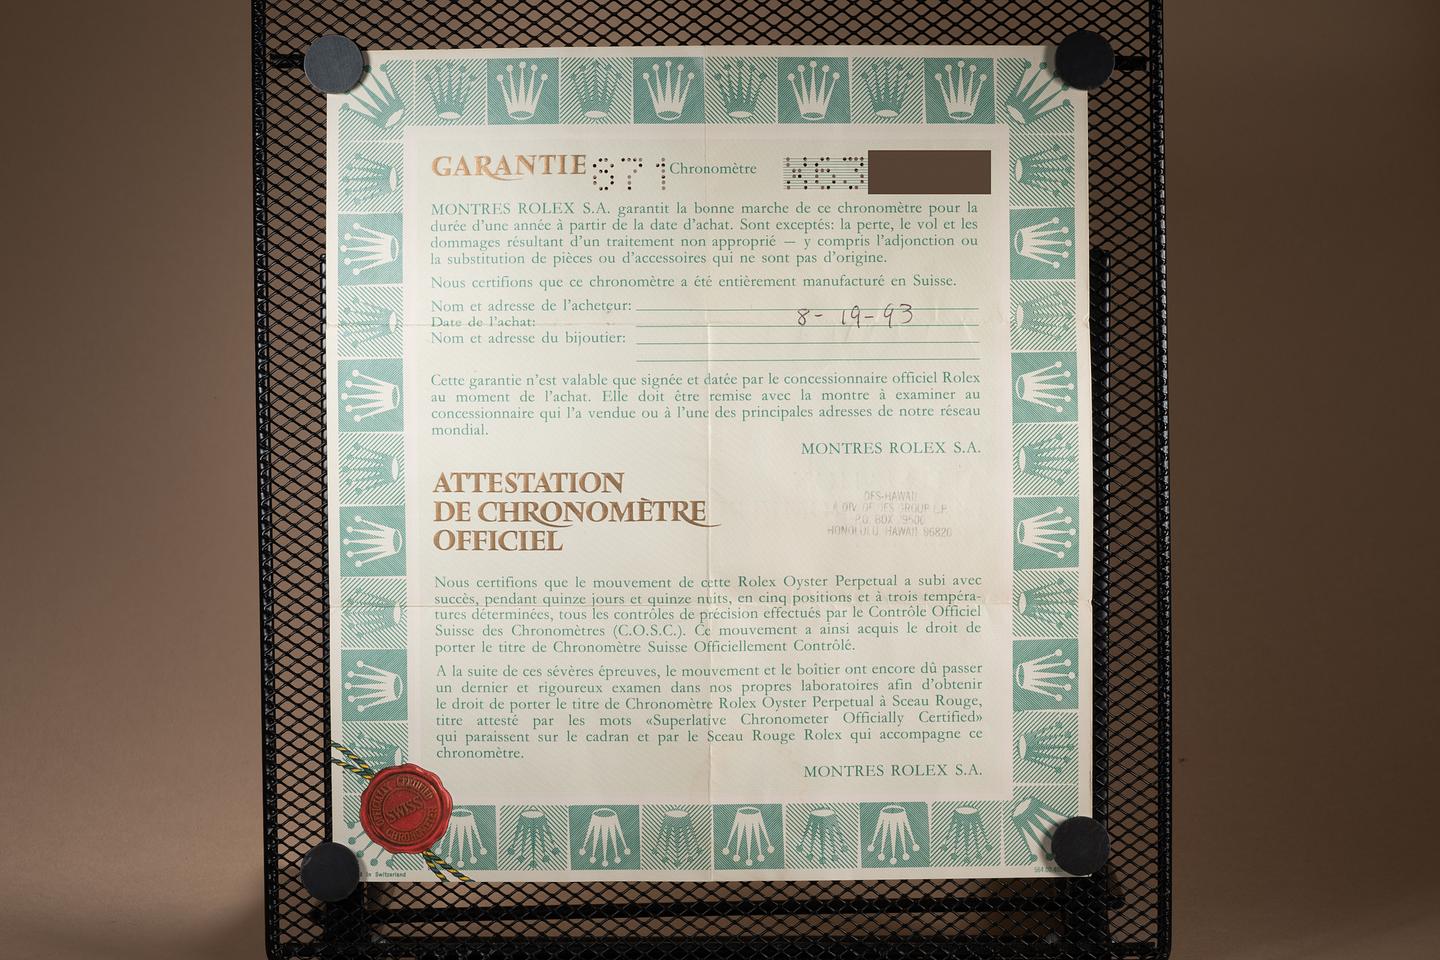 GARANTIE 871 Chronomètre
MONTRES ROLEX S.A. garantit la bonne marche de ce chronomètre pour la
durée d'une année à partir de la date d'achat. Sont exceptés: la perte, le vol et les
dommages résultant d'un traitement non approprié — y compris l'adjonction ou
la substitution de pièces ou d'accessoires qui ne sont pas d'origine.
Nous certifions que ce chronomètre a été entièrement manufacturé en Suisse.
Nom et adresse de l'acheteur:
Date de l'achat: 8-19-93
Nom et adresse du bijoutier:
Cette garantie n'est valable que signée et datée par le concessionnaire officiel Rolex
au moment de l'achat. Elle doit être remise avec la montre à examiner au
concessionnaire qui l'a vendue ou à l'une des principales adresses de notre réseau
mondial.
MONTRES ROLEX S.A.
ATTESTATION
DE CHRONOMÈTRE
OFFICIEL
DFS-HAWAII
A DIV. OF DFS GROUP L.P.
P.O. BOX
HONOLULU, HAWAII 96820
Nous certifions que le mouvement de cette Rolex Oyster Perpetual a subi avec
succès, pendant quinze jours et quinze nuits, en cinq positions et à trois tempéra-
tures déterminées, tous les contrôles de précision effectués par le Contrôle Officiel
Suisse des Chronomètres (C.O.S.C.). Ce mouvement a ainsi acquis le droit de
porter le titre de Chronomètre Suisse Officiellement Contrôlé.
A la suite de ces sévères épreuves, le mouvement et le boîtier ont encore dû passer
un dernier et rigoureux examen dans nos propres laboratoires afin d'obtenir
le droit de porter le titre de Chronomètre Rolex Oyster Perpetual à Sceau Rouge,
titre attesté par les mots «Superlative Chronometer Officially Certified»
qui paraissent sur le cadran et par le Sceau Rouge Rolex qui accompagne ce
chronomètre.
MONTRES ROLEX S.A.
OFFICIALLY CERTIFIED
SWISS
CHRONOMETER
in Switzerland